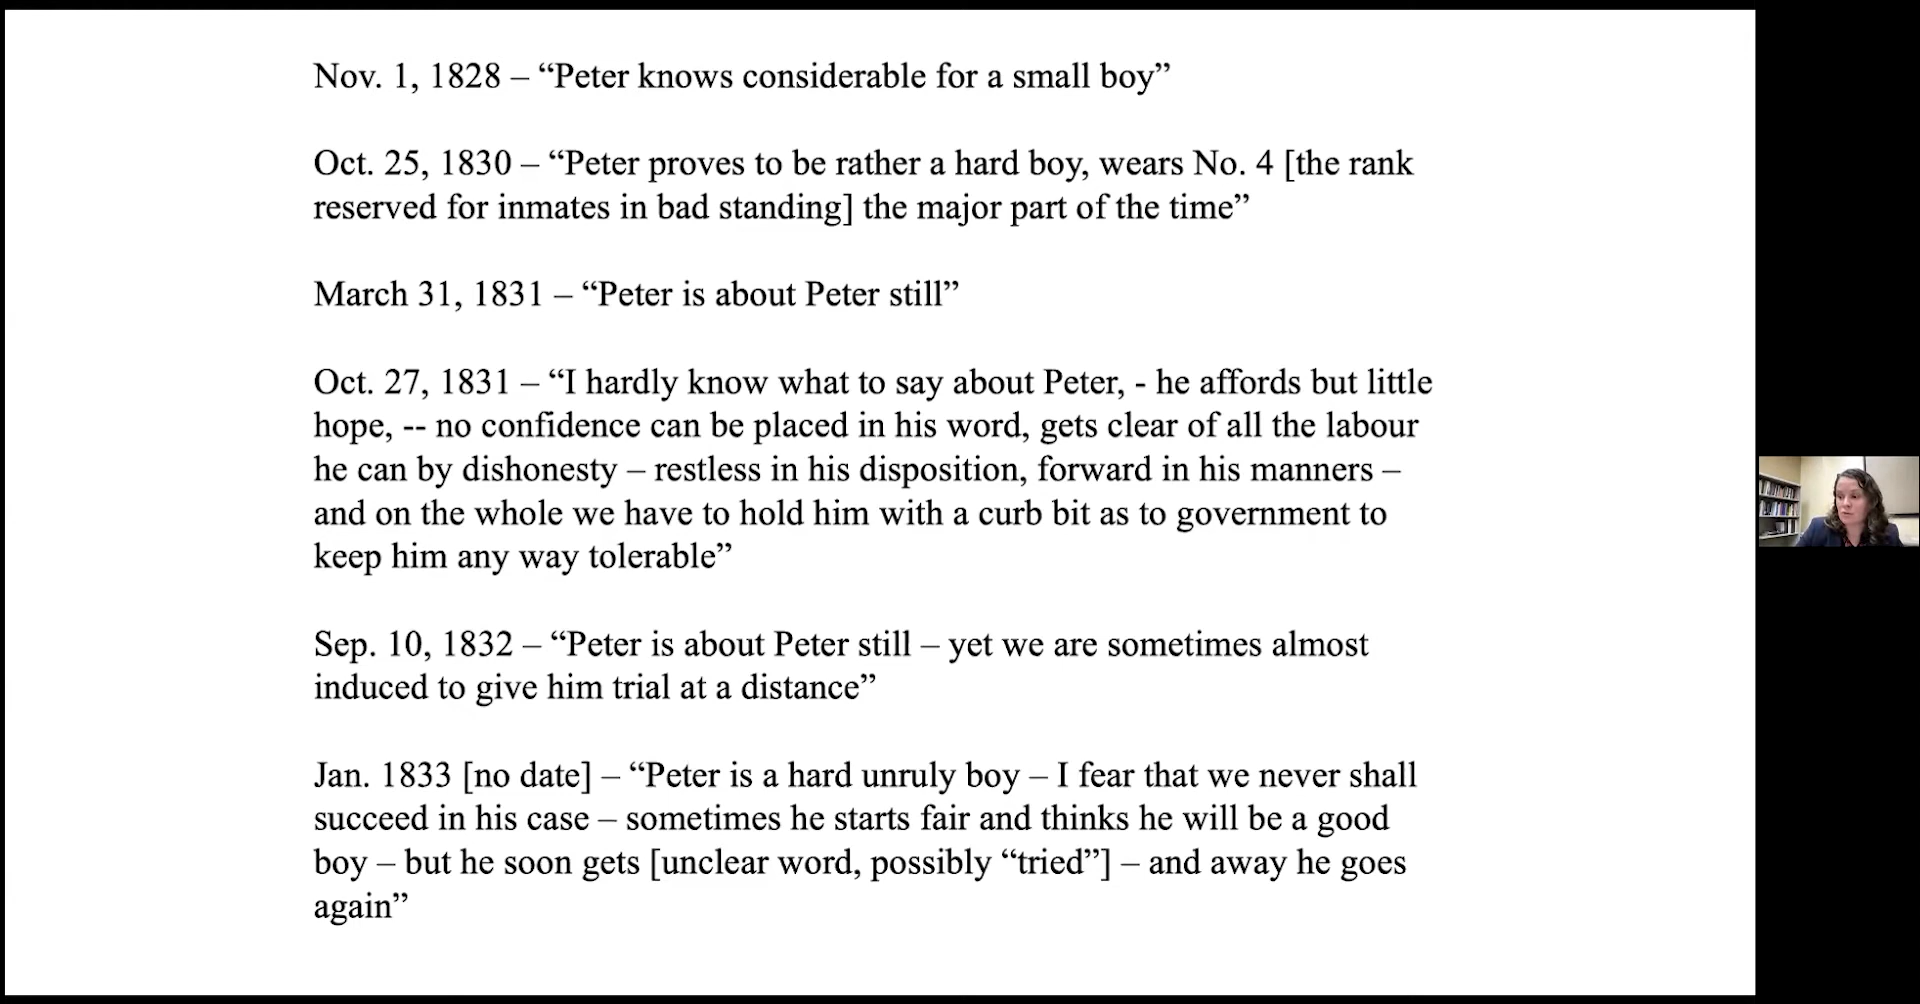 Nov. 1, 1828 – “Peter knows considerable for a small boy”
Oct. 25, 1830 – “Peter proves to be rather a hard boy, wears No. 4 [the rank
reserved for inmates in bad standing] the major part of the time”
March 31, 1831 – “Peter is about Peter still”
Oct. 27, 1831 – “I hardly know what to say about Peter, - he affords but little
hope, -- no confidence can be placed in his word, gets clear of all the labour
he can by dishonesty – restless in his disposition, forward in his manners –
and on the whole we have to hold him with a curb bit as to government to
keep him any way tolerable”
Sep. 10, 1832 – “Peter is about Peter still – yet we are sometimes almost
induced to give him trial at a distance”
Jan. 1833 [no date] – “Peter is a hard unruly boy – I fear that we never shall
succeed in his case – sometimes he starts fair and thinks he will be a good
boy – but he soon gets [unclear word, possibly “tried”] – and away he goes
again”